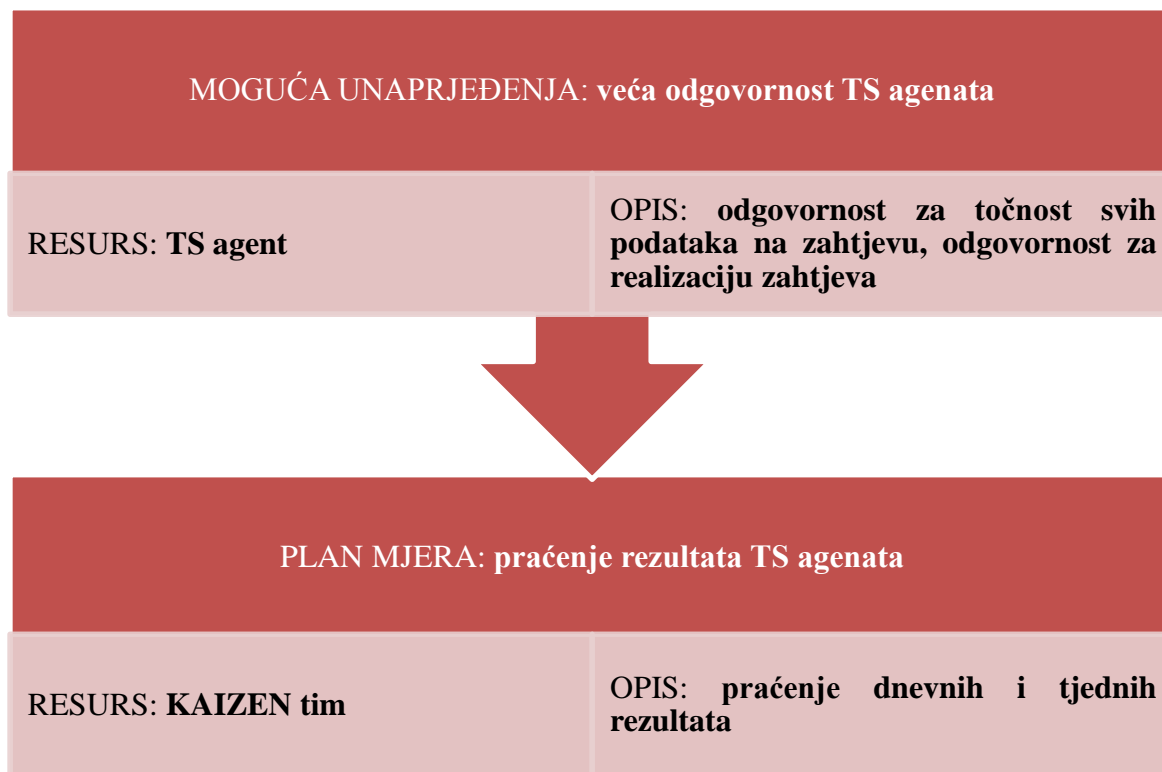 MOGUĆA UNAPRJEĐENJA: veća odgovornost TS agenata
RESURS: TS agent
OPIS: odgovornost za točnost svih
podataka na zahtjevu, odgovornost za
realizaciju zahtjeva
PLAN MJERA: praćenje rezultata TS agenata
RESURS: KAIZEN tim
OPIS: praćenje dnevnih i tjednih
rezultata